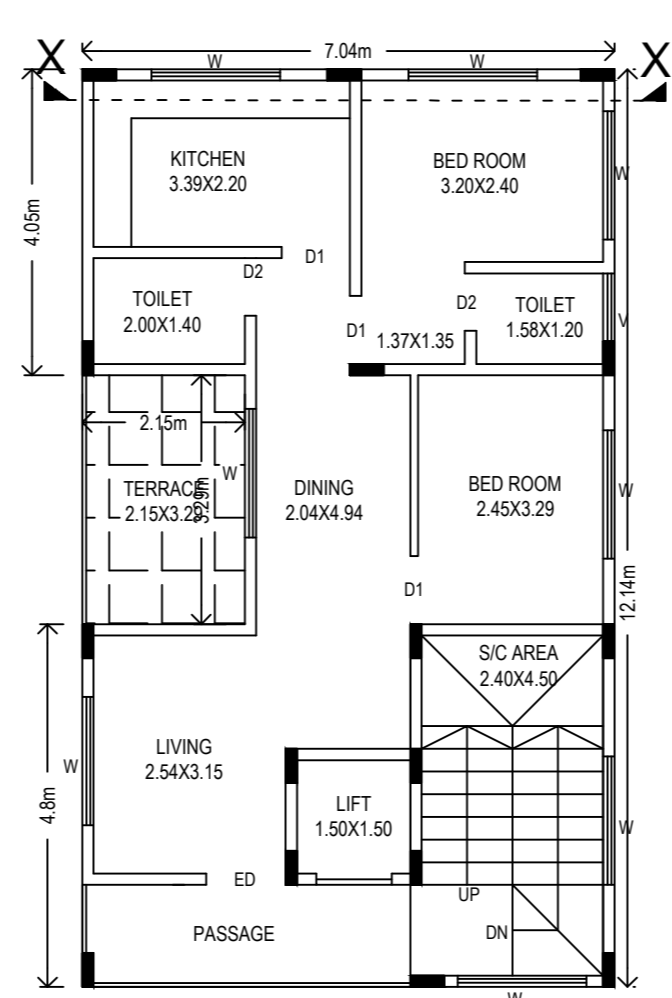 X
7.04m
X
W
W
KITCHEN
3.39X2.20
BED ROOM
3.20X2.40
W
4.05m
D1
D2
TOILET
2.00X1.40
D1
1.37X1.35
D2
TOILET
1.58X1.20
V
2.15m
W
TERRACE
2.15X3.29
3.29m
DINING
2.04X4.94
BED ROOM
2.45X3.29
W
D1
12.14m
S/C AREA
2.40X4.50
LIVING
2.54X3.15
W
4.8m
LIFT
1.50X1.50
W
ED
UP
PASSAGE
DN
W